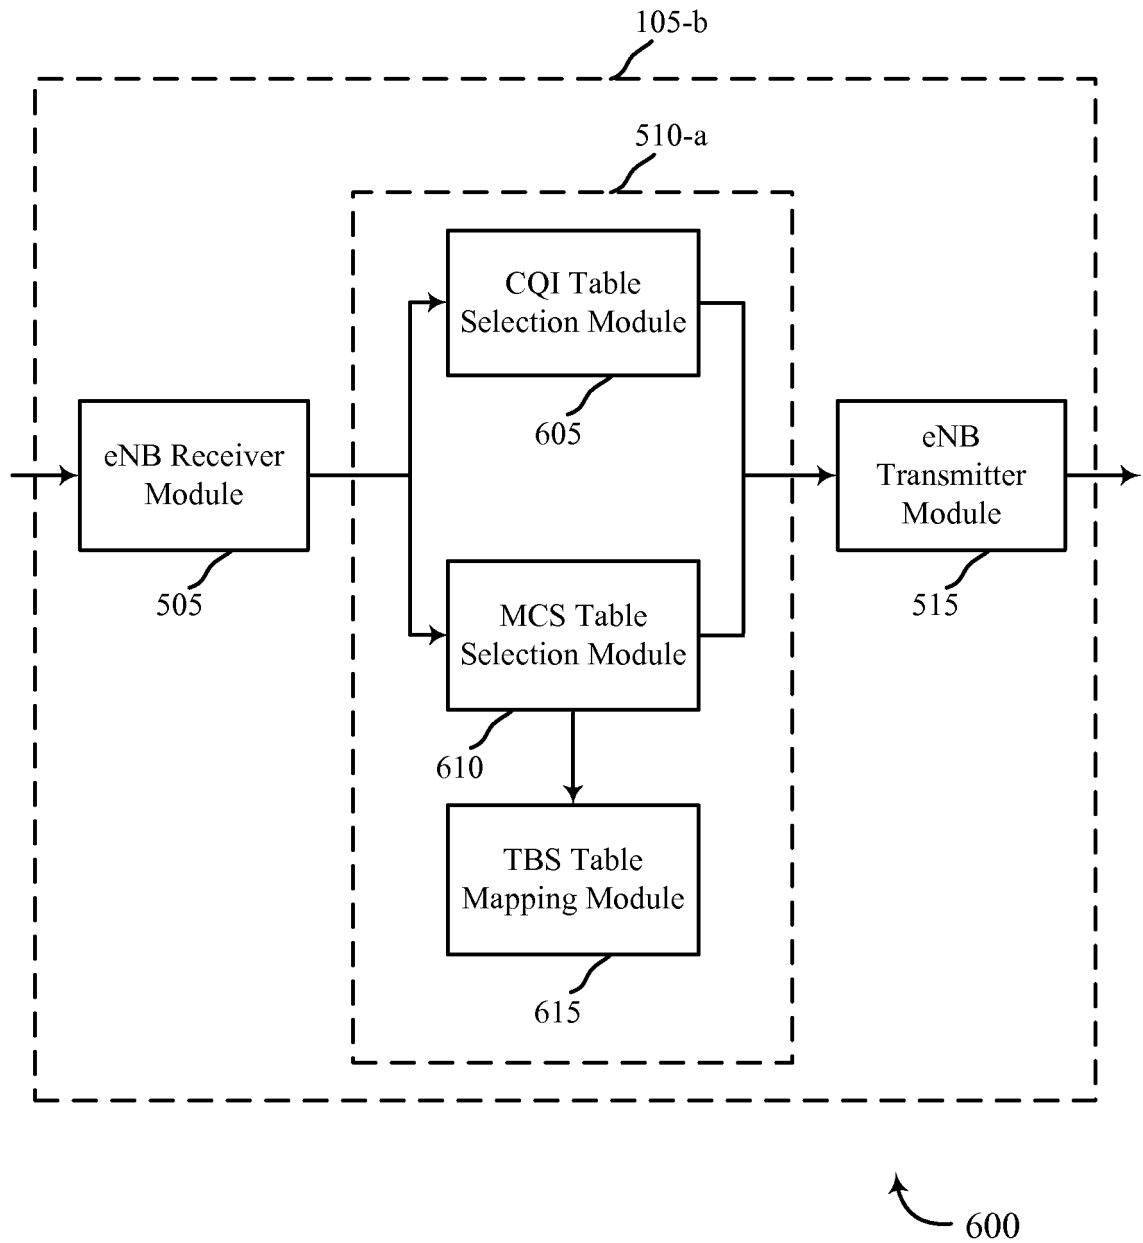 105-b
510-a
CQI Table
Selection Module
605
eNB Receiver
Module
505
eNB
Transmitter
Module
515
MCS Table
Selection Module
610
TBS Table
Mapping Module
615
600